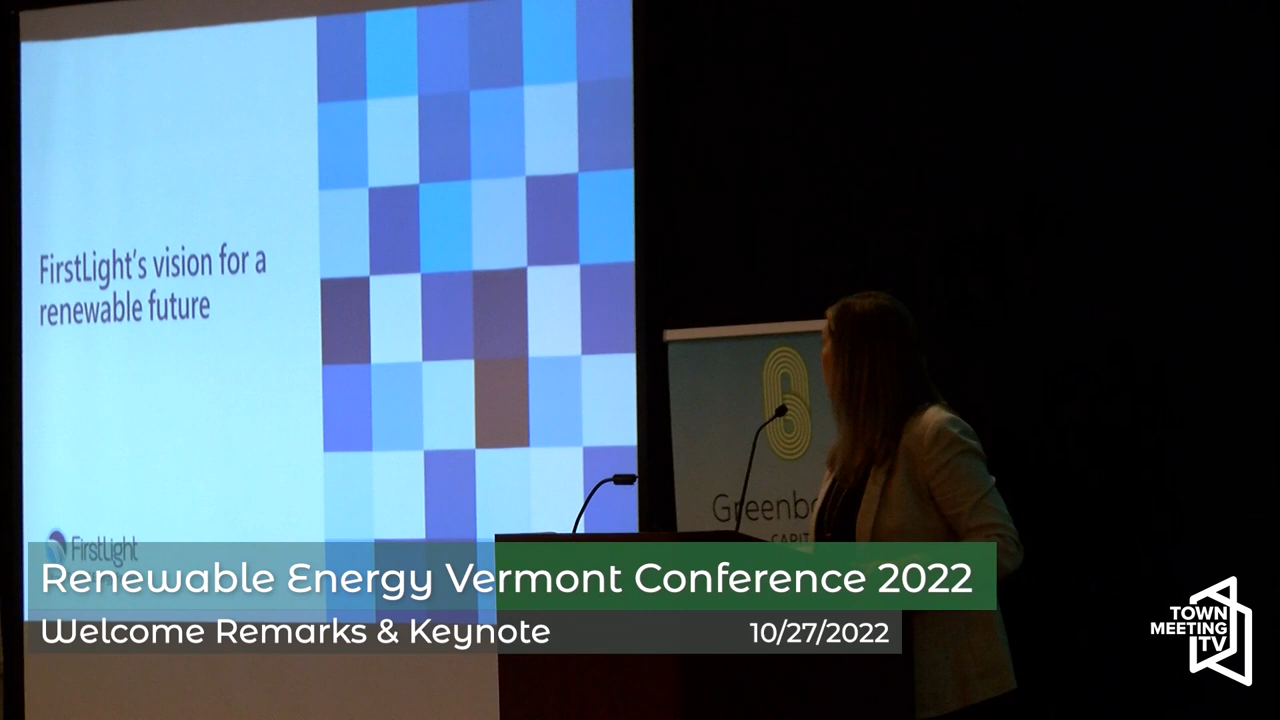 FirstLight's vision for a
renewable future
FirstLight
Renewable Energy Vermont Conference 2022
Welcome Remarks & Keynote 10/27/2022
TOWN
MEETING
TV